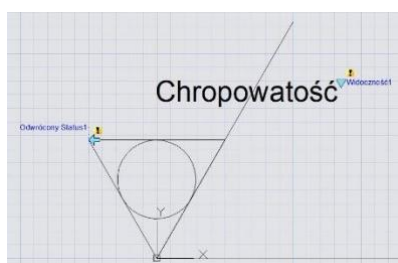 Chropowatość
Widoczność1
Odwrócony Status1
Y
X